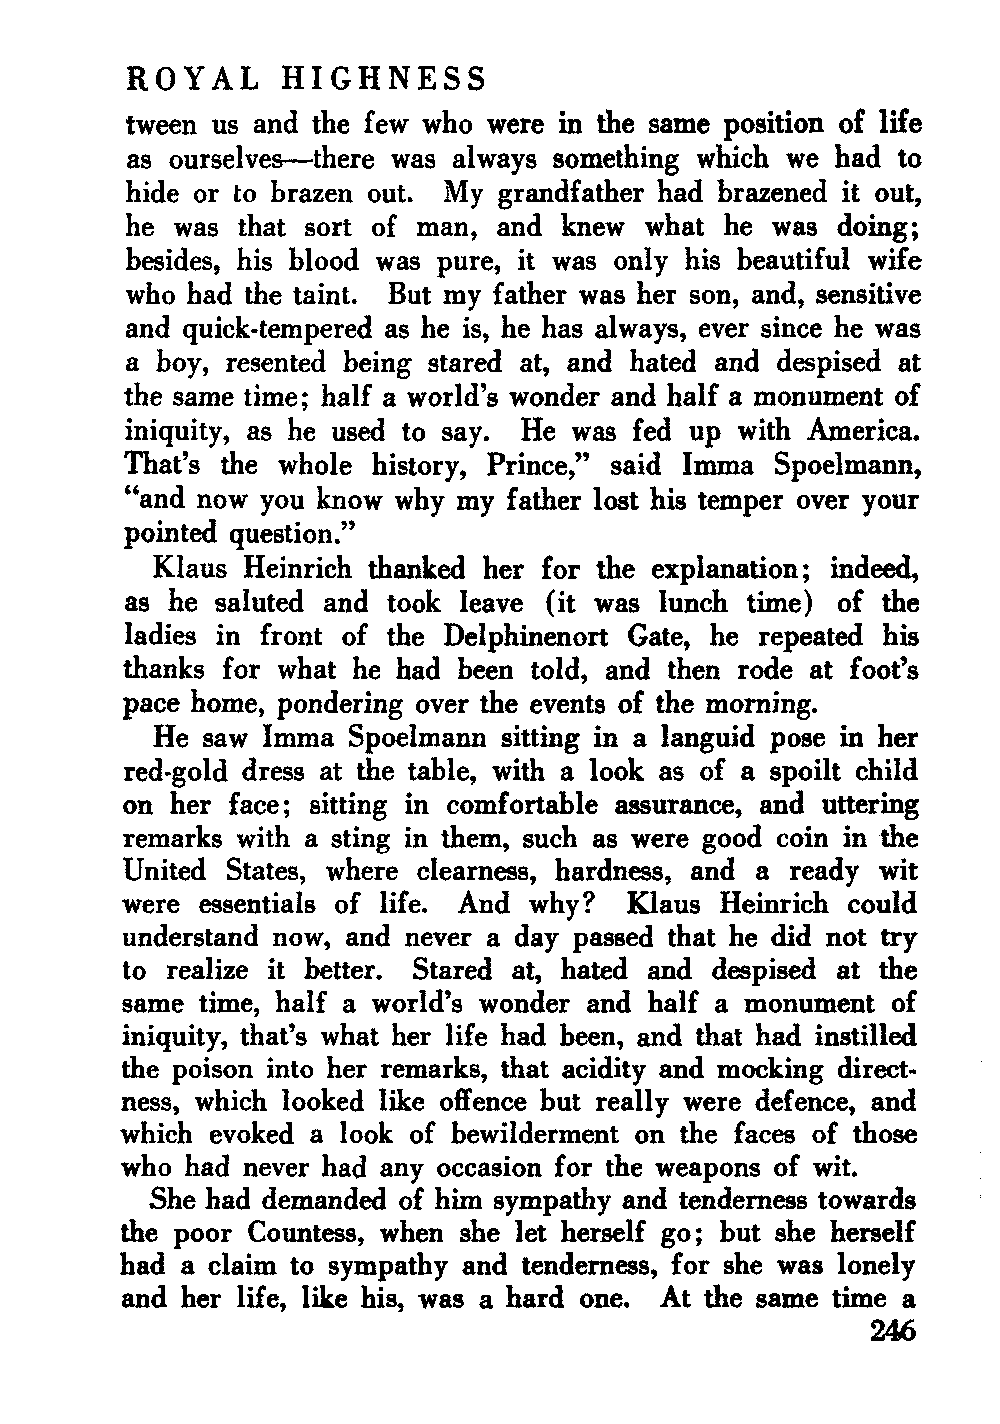 ROYAL HIGHNESS
tween us and the few who were in the same position of life
as ourselves—there was always something which we had to
hide or to brazen out. My grandfather had brazened it out,
he was that sort of man, and knew what he was doing;
besides, his blood was pure, it was only his beautiful wife
who had the taint. But my father was her son, and, sensitive
and quick-tempered as he is, he has always, ever since he was
a boy, resented being stared at, and hated and despised at
the same time; half a world's wonder and half a monument of
iniquity, as he used to say. He was fed up with America.
That's the whole history, Prince,” said Imma Spoelmann,
“and now you know why my father lost his temper over your
pointed question.”
Klaus Heinrich thanked her for the explanation; indeed,
as he saluted and took leave (it was lunch time) of the
ladies in front of the Delphinenort Gate, he repeated his
thanks for what he had been told, and then rode at foot's
pace home, pondering over the events of the morning.
He saw Imma Spoelmann sitting in a languid pose in her
red-gold dress at the table, with a look as of a spoilt child
on her face; sitting in comfortable assurance, and uttering
remarks with a sting in them, such as were good coin in the
United States, where clearness, hardness, and a ready wit
were essentials of life. And why? Klaus Heinrich could
understand now, and never a day passed that he did not try
to realize it better. Stared at, hated and despised at the
same time, half a world's wonder and half a monument of
iniquity, that's what her life had been, and that had instilled
the poison into her remarks, that acidity and mocking direct-
ness, which looked like offence but really were defence, and
which evoked a look of bewilderment on the faces of those
who had never had any occasion for the weapons of wit.
She had demanded of him sympathy and tenderness towards
the poor Countess, when she let herself go; but she herself
had a claim to sympathy and tenderness, for she was lonely
and her life, like his, was a hard one. At the same time a
246